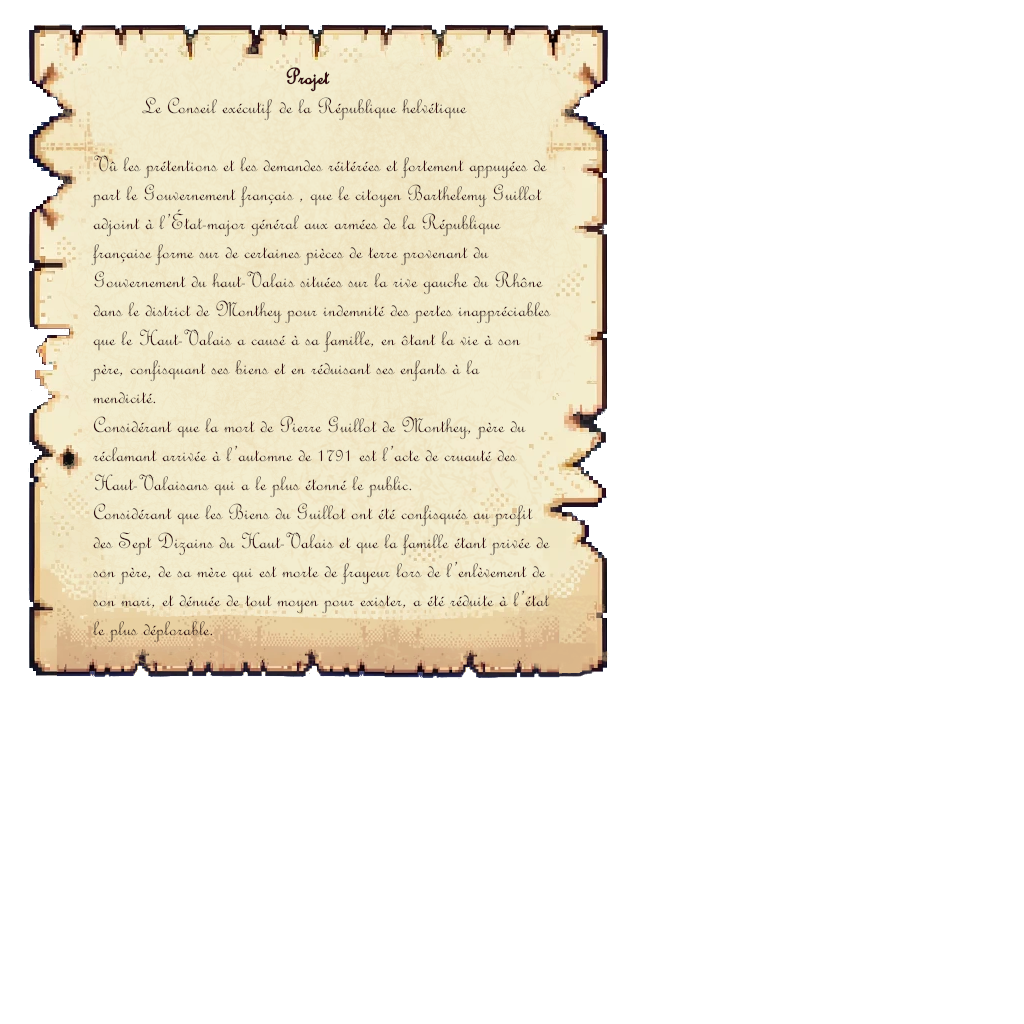 Projet
Le Conseil exécutif de la République helvétique
Vû les prétentions et les demandes réitérées et fortement appuyées de
part le Gouvernement français , que le citoyen Barthelemy Guillot
adjoint à l'État-major général aux armées de la République
française forme sur de certaines pièces de terre provenant du
Gouvernement du haut-Valais situées sur la rive gauche du Rhône
dans le district de Monthey pour indemnité des pertes inappréciables
que le Haut-Valais a causé à sa famille, en ôtant la vie à son
père, confisquant ses biens et en réduisant ses enfants à la
mendicité.
Considérant que la mort de Pierre Guillot de Monthey, père du
réclamant arrivée à l'automne de 1791 est l'acte de cruauté des
Haut-Valaisans qui a le plus étonné le public.
Considérant que les Biens du Guillot ont été confisqués au profit
des Sept Dizains du Haut-Valais et que la famille étant privée de
son père, de sa mère qui est morte de frayeur lors de l'enlèvement de
son mari, et dénuée de tout moyen pour exister, a été réduite à l'état
le plus déplorable.